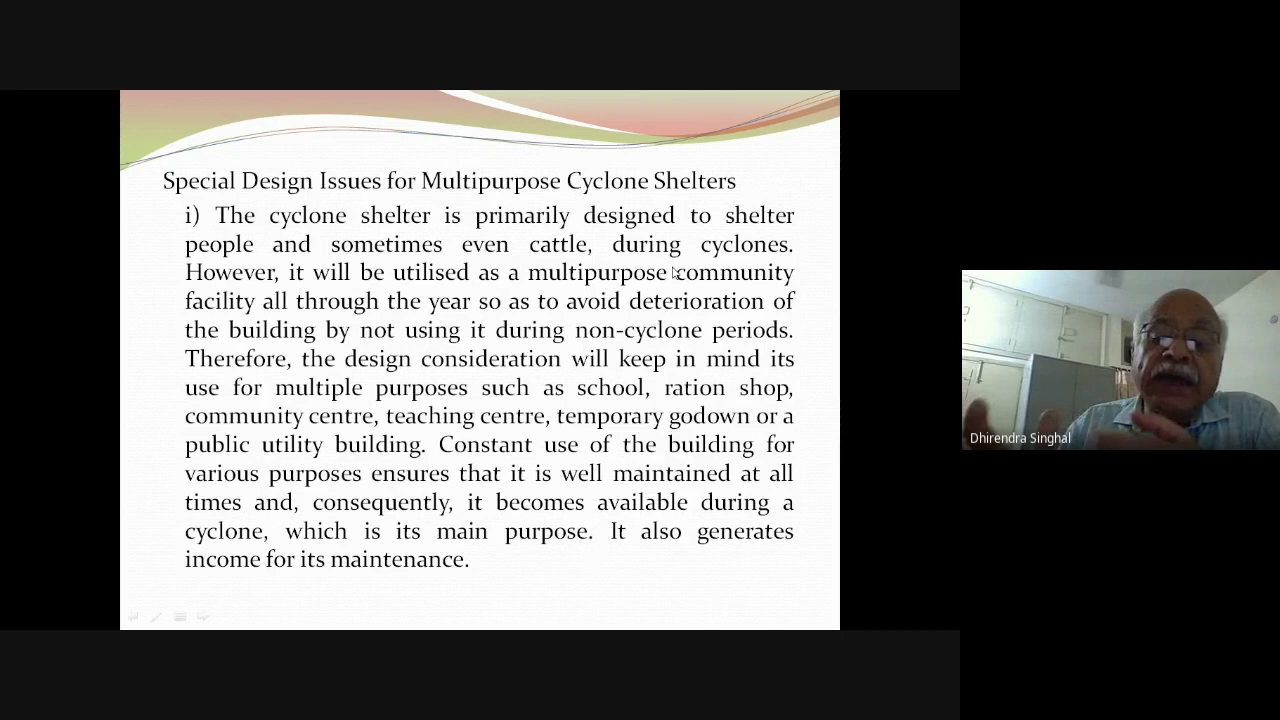 Special Design Issues for Multipurpose Cyclone Shelters
i) The cyclone shelter is primarily designed to shelter
people and sometimes even cattle, during cyclones.
However, it will be utilised as a multipurpose community
facility all through the year so as to avoid deterioration of
the building by not using it during non-cyclone periods.
Therefore, the design consideration will keep in mind its
use for multiple purposes such as school, ration shop,
community centre, teaching centre, temporary godown or a
public utility building. Constant use of the building for
various purposes ensures that it is well maintained at all
times and, consequently, it becomes available during a
cyclone, which is its main purpose. It also generates
income for its maintenance.
Dhirendra Singhal